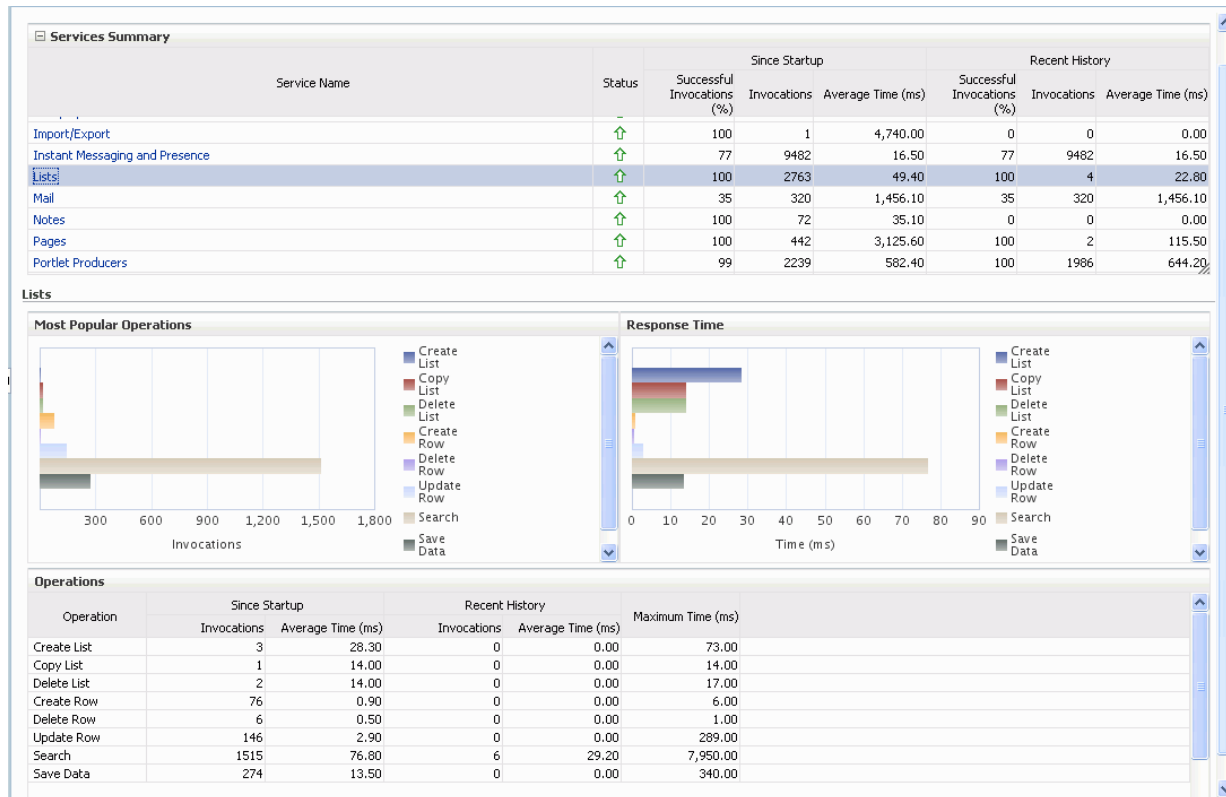 Services Summary
Service Name Status Since Startup Recent History
Successful Invocations (%) Invocations Average Time (ms) Successful Invocations (%) Invocations Average Time (ms)
Import/Export 100 1 4,740.00 0 0 0.00
Instant Messaging and Presence 77 9482 16.50 77 9482 16.50
Lists 100 2763 49.40 100 4 22.80
Mail 35 320 1,456.10 35 320 1,456.10
Notes 100 72 35.10 0 0 0.00
Pages 100 442 3,125.60 100 2 115.50
Portlet Producers 99 2239 582.40 100 1986 644.20
Lists
Most Popular Operations
Create
List
Copy
List
Delete
List
Create
Row
Delete
Row
Update
Row
Search
Save
Data
300 600 900 1,200 1,500 1,800
Invocations
Response Time
Create
List
Copy
List
Delete
List
Create
Row
Delete
Row
Update
Row
Search
Save
Data
0 10 20 30 40 50 60 70 80 90
Time (ms)
Operations
Operation Since Startup Recent History Maximum Time (ms)
Invocations Average Time (ms) Invocations Average Time (ms)
Create List 3 28.30 0 0.00 73.00
Copy List 1 14.00 0 0.00 14.00
Delete List 2 14.00 0 0.00 17.00
Create Row 76 0.90 0 0.00 6.00
Delete Row 6 0.50 0 0.00 1.00
Update Row 146 2.90 0 0.00 289.00
Search 1515 76.80 6 29.20 7,950.00
Save Data 274 13.50 0 0.00 340.00